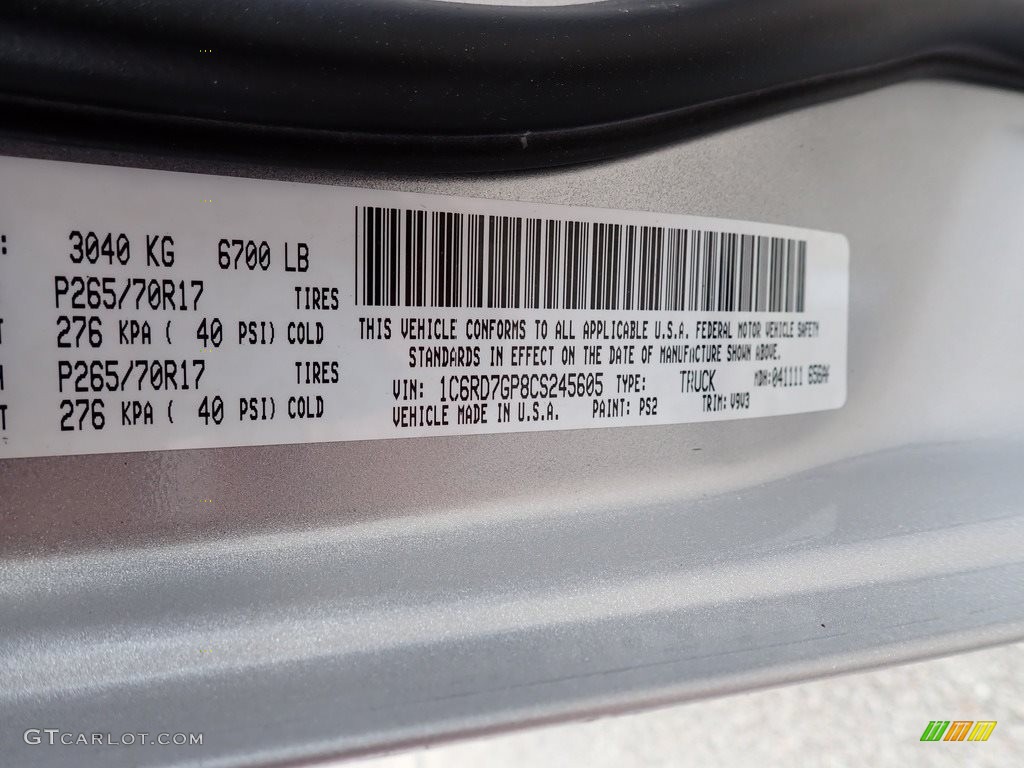 : 3040 KG 6700 LB
P265/70R17 TIRES
276 KPA ( 40 PSI) COLD
P265/70R17 TIRES
276 KPA ( 40 PSI) COLD
THIS VEHICLE CONFORMS TO ALL APPLICABLE U.S.A. FEDERAL MOTOR VEHICLE SAFETY
STANDARDS IN EFFECT ON THE DATE OF MANUFACTURE SHOWN ABOVE.
VIN: 1C6RD7GP8CS245605 TYPE: TRUCK MDH:041111
VEHICLE MADE IN U.S.A. PAINT: PS2 TRIM: V9V3
GTCARLOT.COM